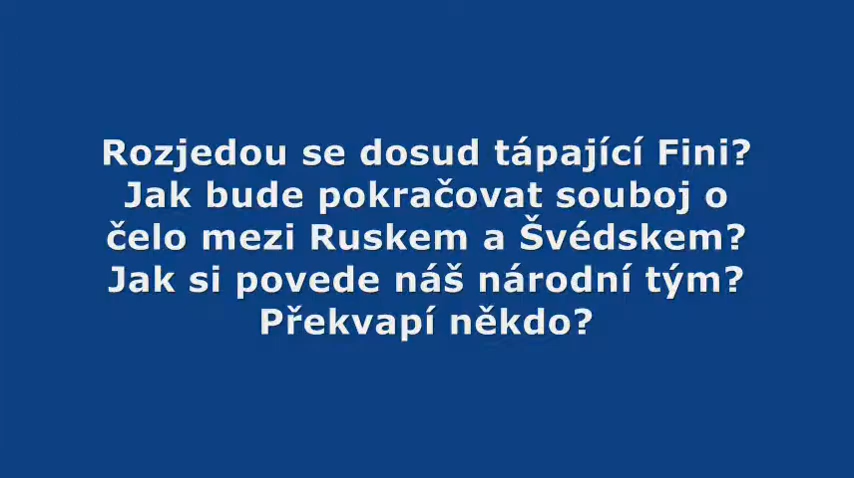 Rozjedou se dosud tápající Fini?
Jak bude pokračovat souboj o
čelo mezi Ruskem a Švédskem?
Jak si povede náš národní tým?
Překvapí někdo?